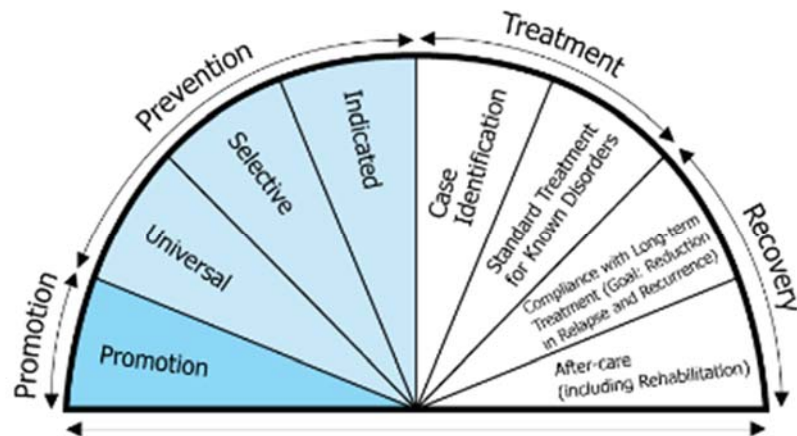 Promotion
Prevention
Treatment
Recovery
Promotion
Universal
Selective
Indicated
Case
Identification
Standard Treatment
for Known Disorders
Compliance with Long-term
Treatment (Goal: Reduction
in Relapse and Recurrence)
After-care
(including Rehabilitation)